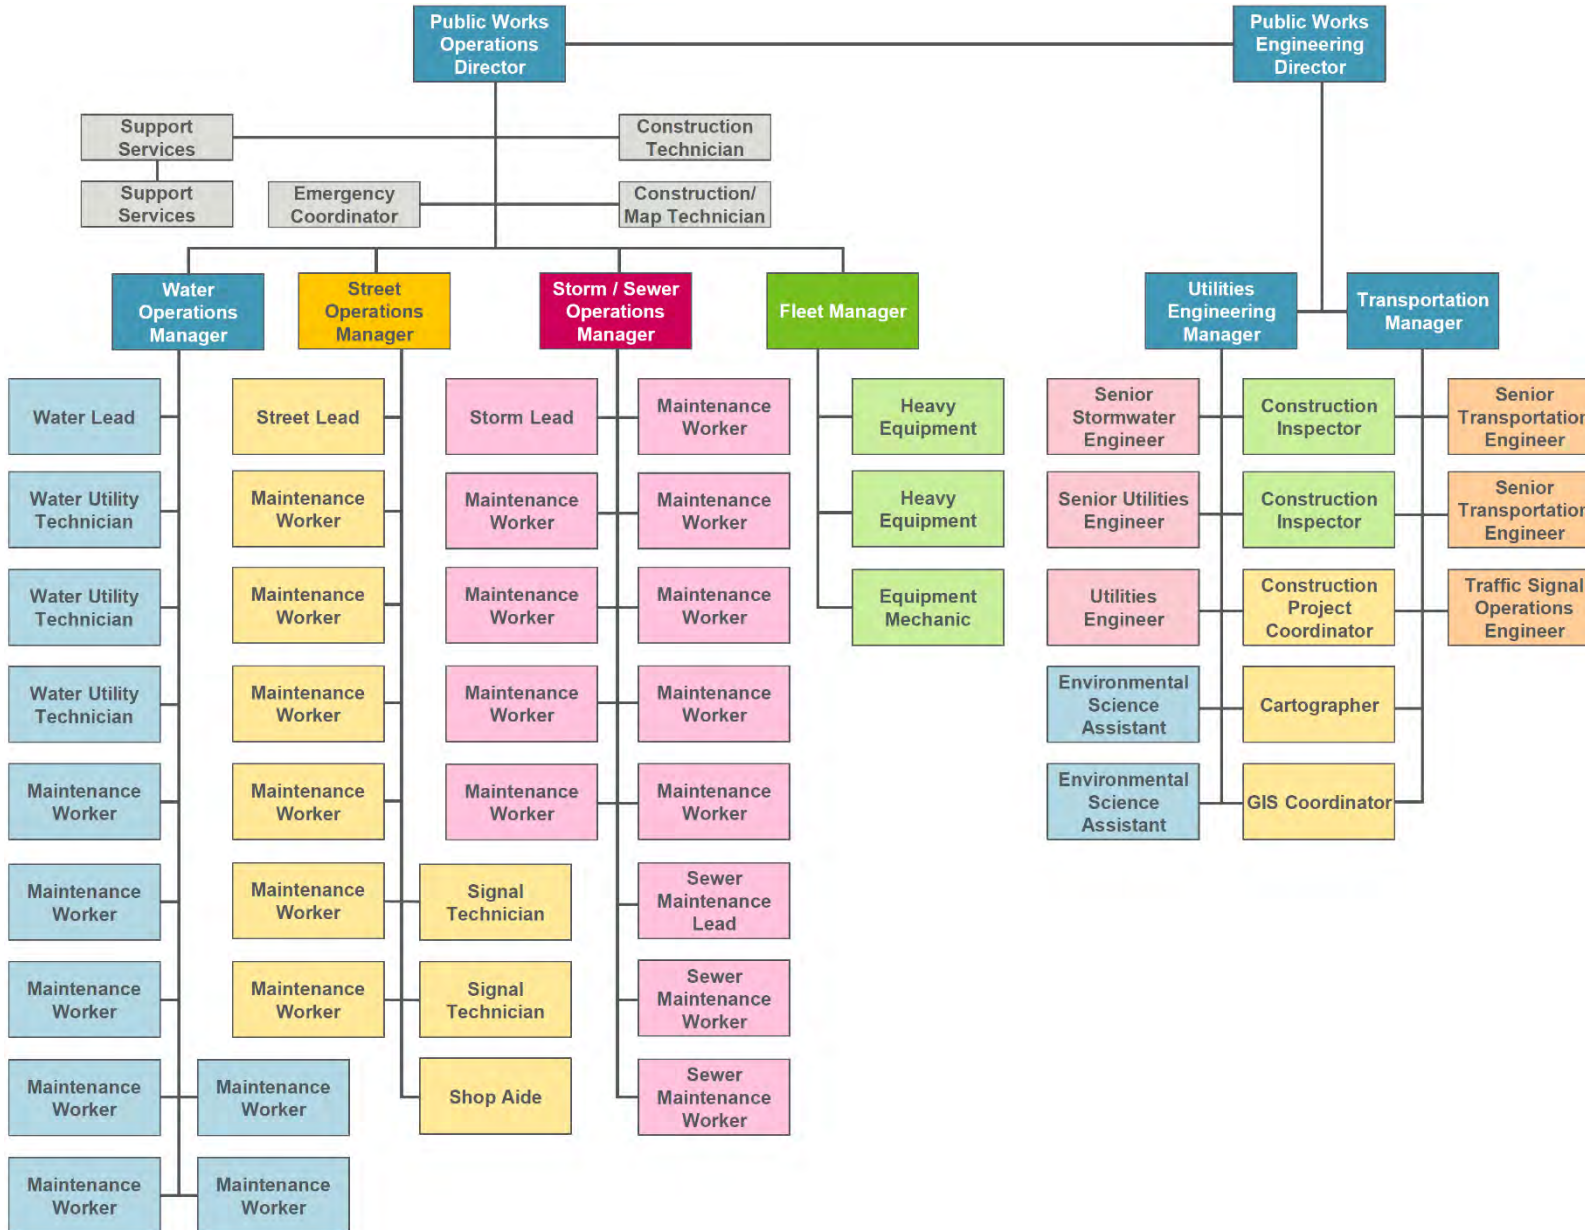 Public Works
Operations
Director
Public Works
Engineering
Director
Support
Services
Construction
Technician
Support
Services
Emergency
Coordinator
Construction/
Map Technician
Water
Operations
Manager
Street
Operations
Manager
Storm / Sewer
Operations
Manager
Fleet Manager
Utilities
Engineering
Manager
Transportation
Manager
Water Lead
Street Lead
Storm Lead
Maintenance
Worker
Heavy
Equipment
Senior
Stormwater
Engineer
Construction
Inspector
Senior
Transportation
Engineer
Water Utility
Technician
Maintenance
Worker
Maintenance
Worker
Maintenance
Worker
Heavy
Equipment
Senior Utilities
Engineer
Construction
Inspector
Senior
Transportation
Engineer
Water Utility
Technician
Maintenance
Worker
Maintenance
Worker
Maintenance
Worker
Equipment
Mechanic
Utilities
Engineer
Construction
Project
Coordinator
Traffic Signal
Operations
Engineer
Water Utility
Technician
Maintenance
Worker
Maintenance
Worker
Maintenance
Worker
Environmental
Science
Assistant
Cartographer
Maintenance
Worker
Maintenance
Worker
Maintenance
Worker
Maintenance
Worker
Environmental
Science
Assistant
GIS Coordinator
Maintenance
Worker
Maintenance
Worker
Signal
Technician
Sewer
Maintenance
Lead
Maintenance
Worker
Maintenance
Worker
Signal
Technician
Sewer
Maintenance
Worker
Maintenance
Worker
Maintenance
Worker
Shop Aide
Sewer
Maintenance
Worker
Maintenance
Worker
Maintenance
Worker